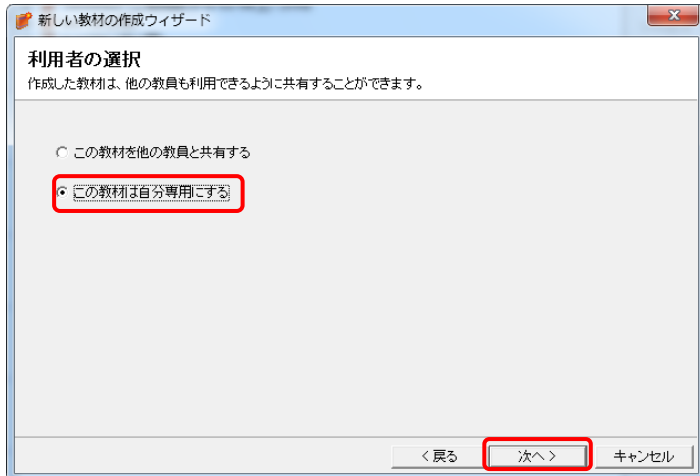 新しい教材の作成ウィザード
利用者の選択
作成した教材は、他の教員も利用できるように共有することができます。
この教材を他の教員と共有する
この教材は自分専用にする
< 戻る
次へ >
キャンセル